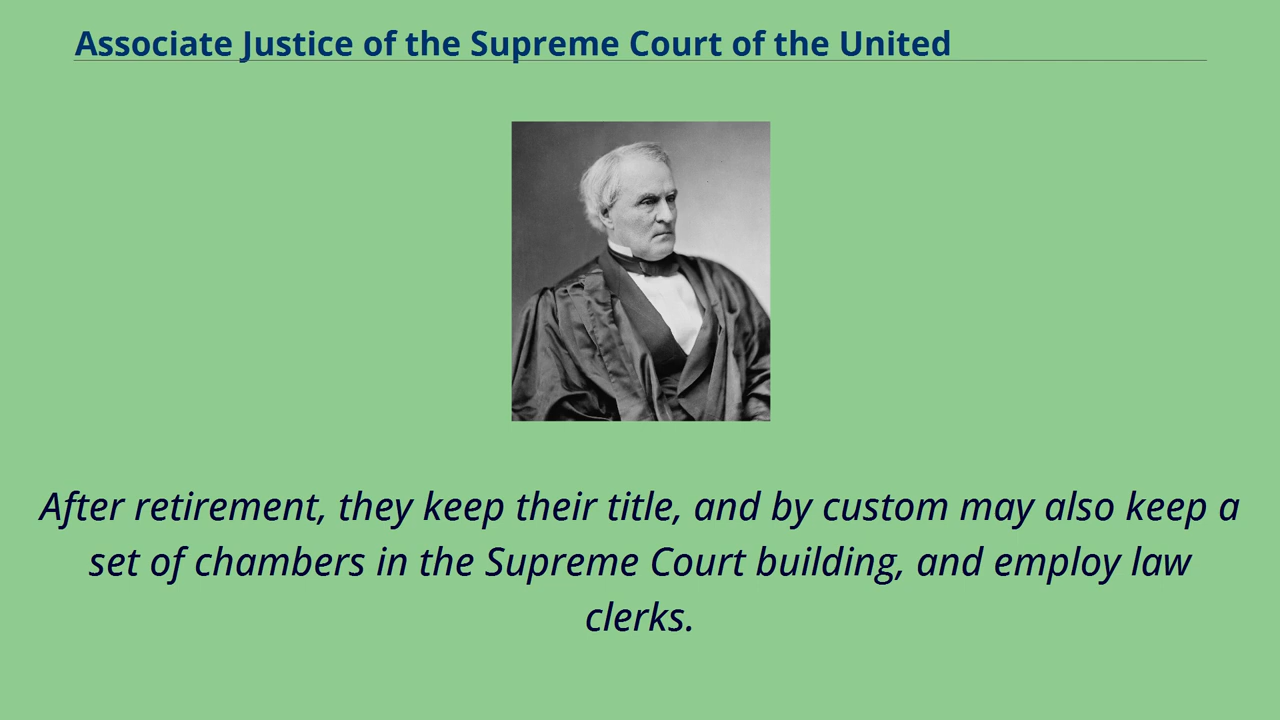 Associate Justice of the Supreme Court of the United
After retirement, they keep their title, and by custom may also keep a
set of chambers in the Supreme Court building, and employ law
clerks.